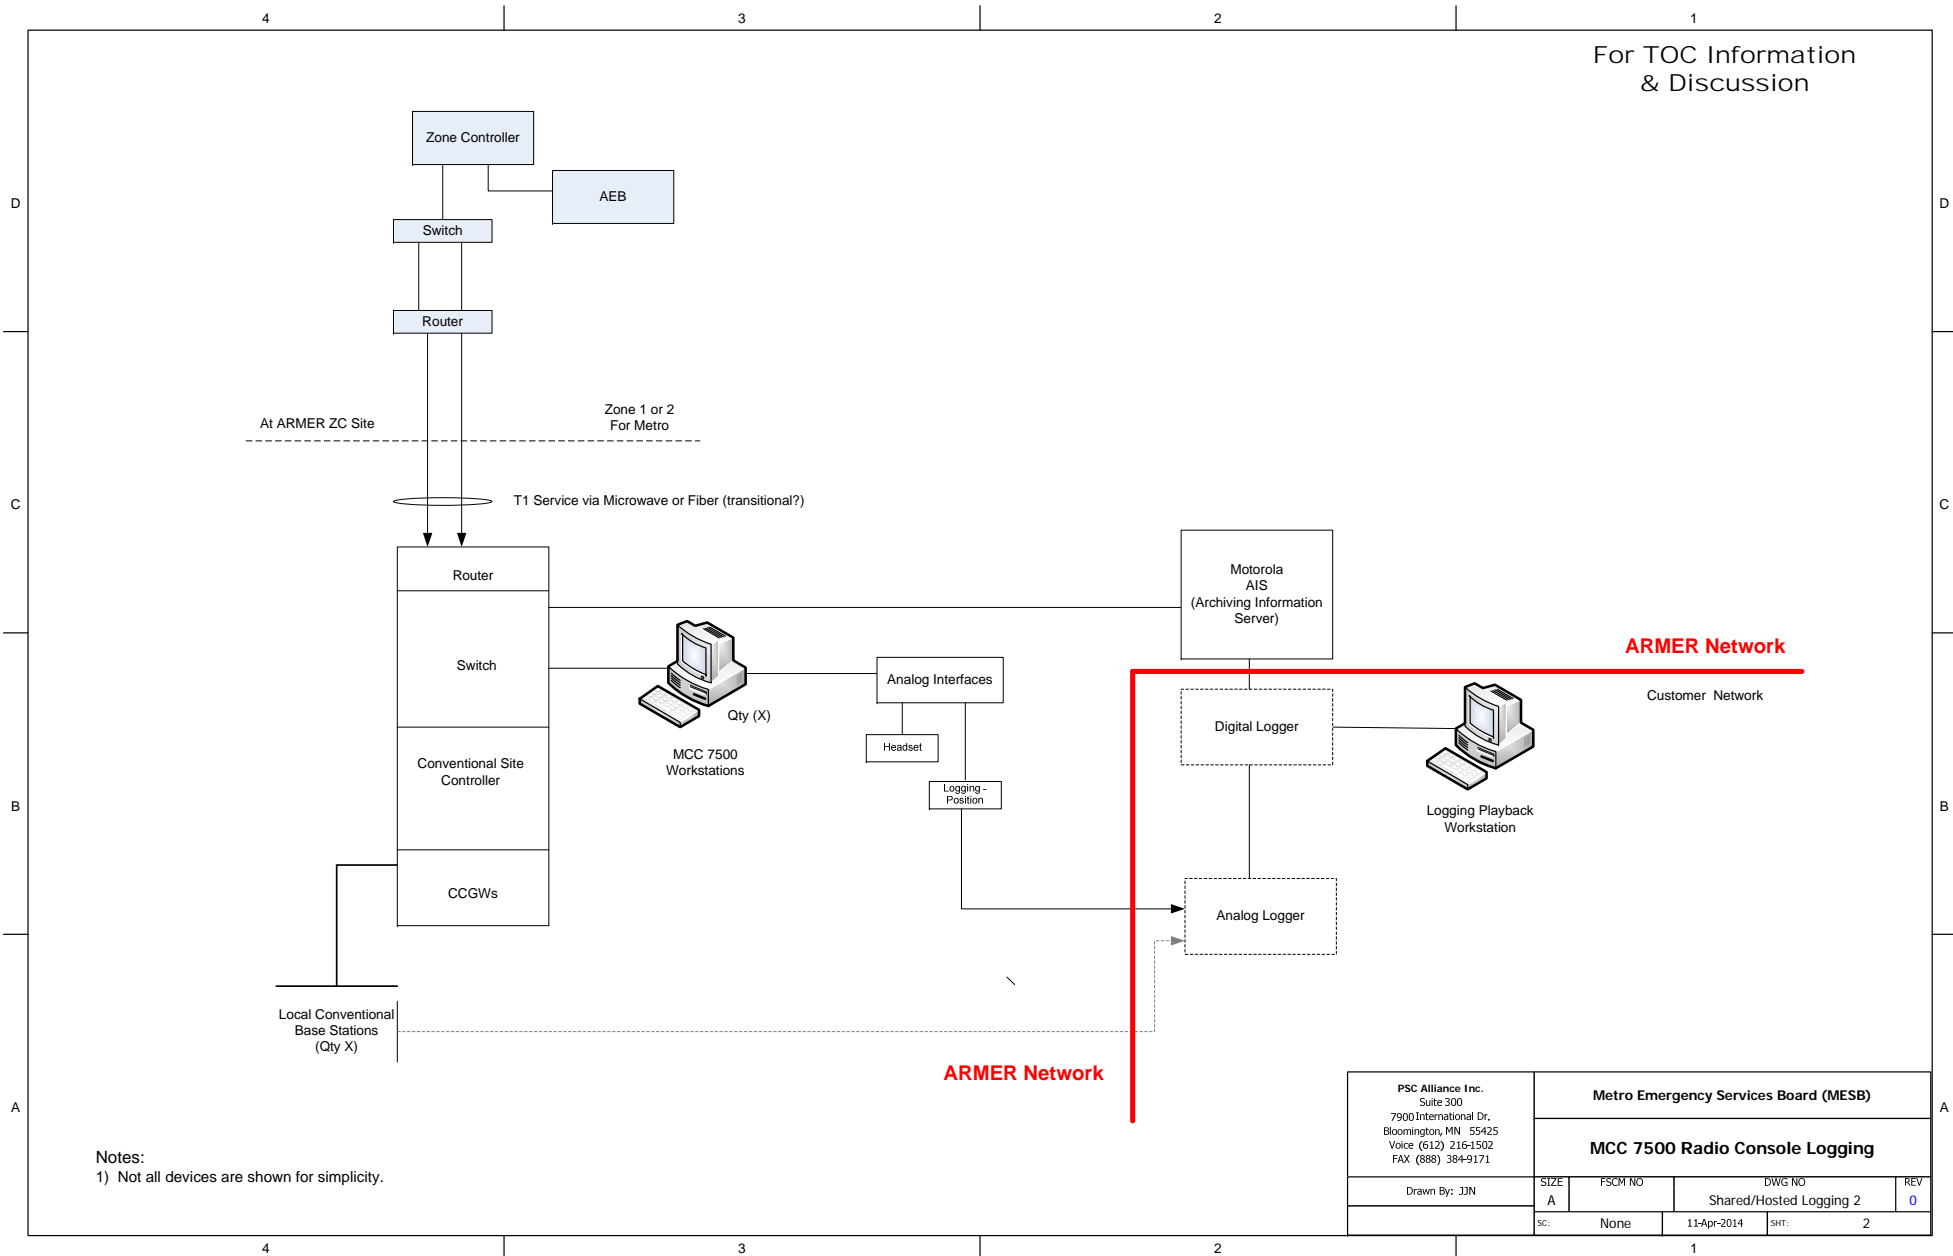 4
3
2
1
For TOC Information
& Discussion
Zone Controller
AEB
D
D
Switch
Router
At ARMER ZC Site
Zone 1 or 2
For Metro
C
C
T1 Service via Microwave or Fiber (transitional?)
Router
Motorola
AIS
(Archiving Information
Server)
ARMER Network
Switch
Analog Interfaces
Customer Network
Qty (X)
Digital Logger
Headset
MCC 7500
Workstations
Conventional Site
Controller
Logging -
Position
B
B
Logging Playback
Workstation
CCGWs
Analog Logger
Local Conventional
Base Stations
(Qty X)
ARMER Network
A
A
PSC Alliance Inc.
Suite 300
7900 International Dr.
Bloomington, MN 55425
Voice (612) 216-1502
FAX (888) 384-9171
Metro Emergency Services Board (MESB)
MCC 7500 Radio Console Logging
Notes:
1) Not all devices are shown for simplicity.
Drawn By: JJN
SIZE
A
FSCM NO
DWG NO
Shared/Hosted Logging 2
REV
0
SC:
None
11-Apr-2014
SHT:
2
4
3
2
1